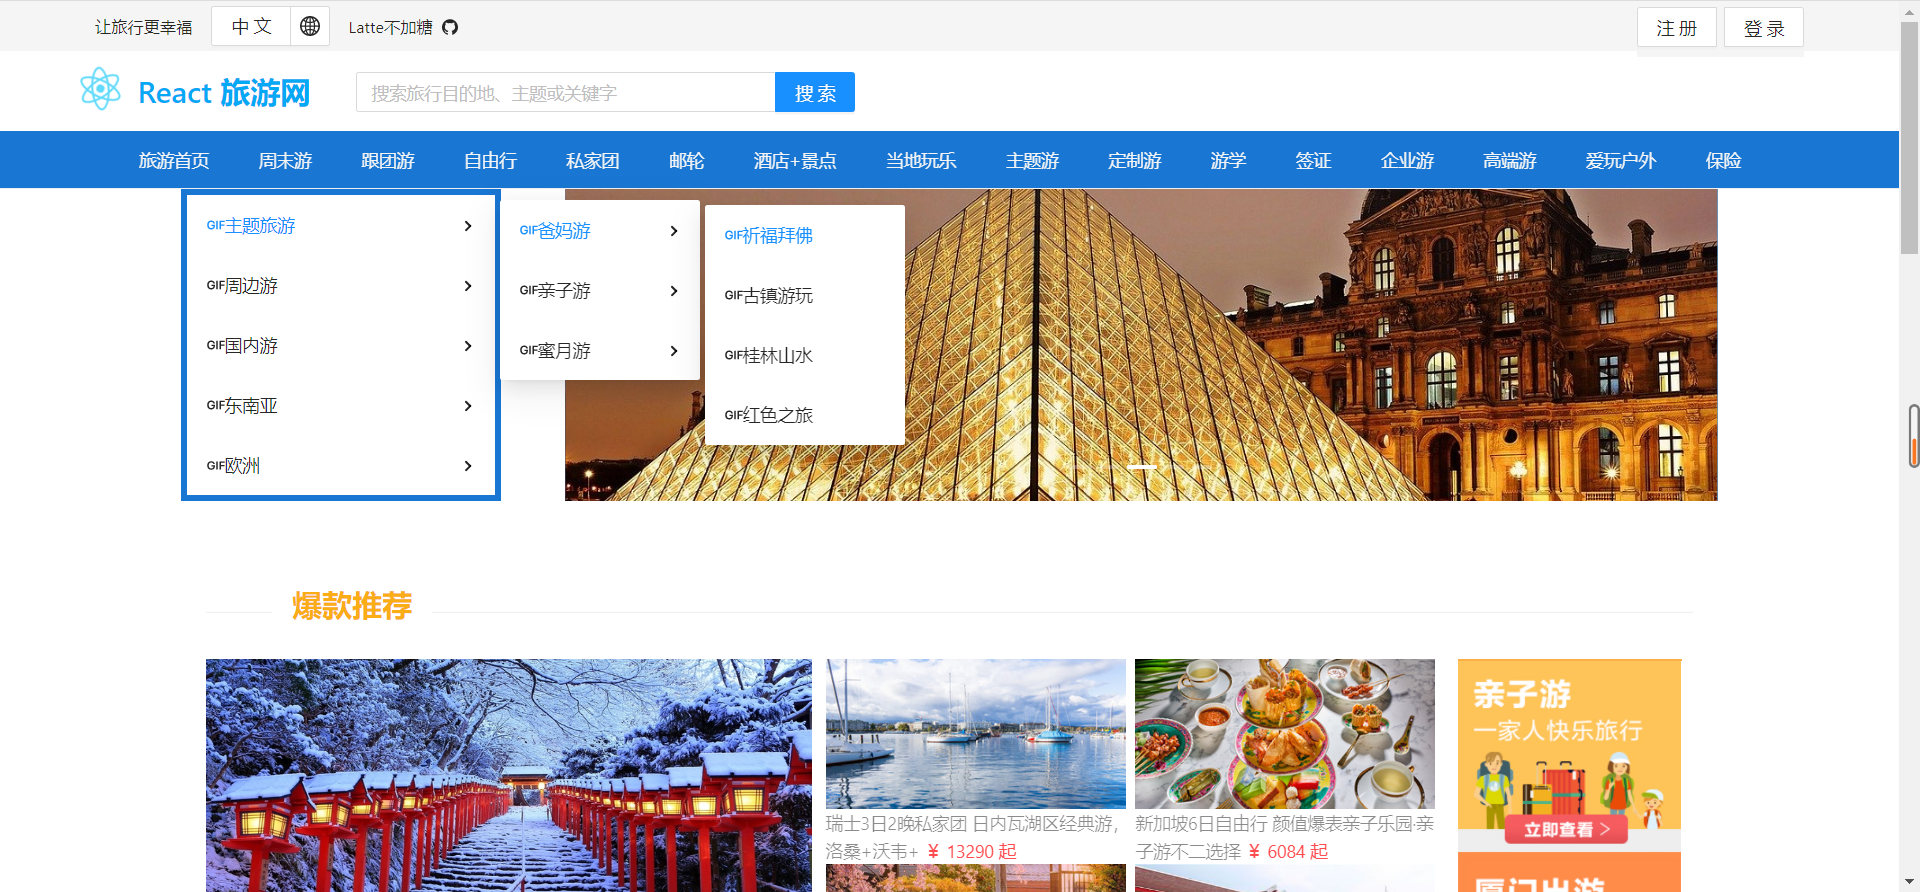 让旅行更幸福 中 文 Latte不加糖 注 册 登 录
React 旅游网 搜索旅行目的地、主题或关键字 搜 索
旅游首页 周末游 跟团游 自由行 私家团 邮轮 酒店+景点 当地玩乐 主题游 定制游 游学 签证 企业游 高端游 爱玩户外 保险
GIF主题旅游
GIF周边游
GIF国内游
GIF东南亚
GIF欧洲
GIF爸妈游
GIF亲子游
GIF蜜月游
GIF祈福拜佛
GIF古镇游玩
GIF桂林山水
GIF红色之旅
爆款推荐
瑞士3日2晚私家团 日内瓦湖区经典游,
洛桑+沃韦+ ¥ 13290 起
新加坡6日自由行 颜值爆表亲子乐园·亲
子游不二选择 ¥ 6084 起
亲子游
一家人快乐旅行
立即查看 >
厦门出游